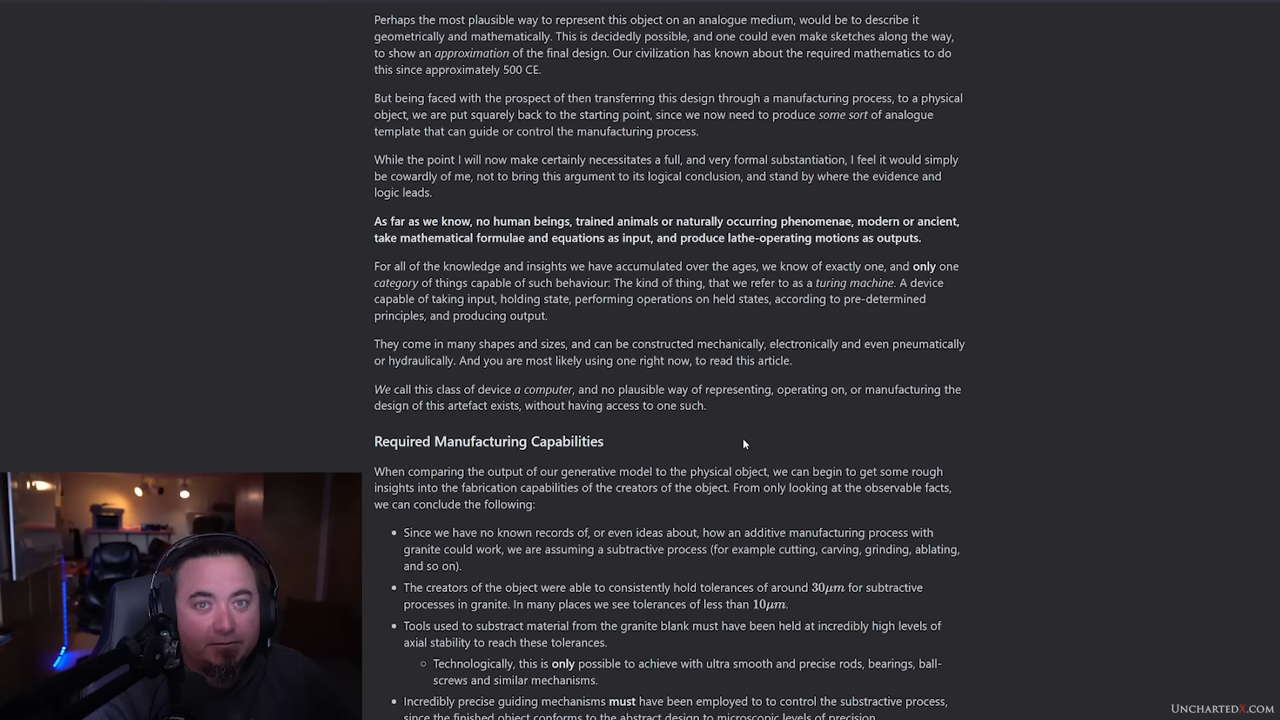 Perhaps the most plausible way to represent this object on an analogue medium, would be to describe it
geometrically and mathematically. This is decidedly possible, and one could even make sketches along the way,
to show an approximation of the final design. Our civilization has known about the required mathematics to do
this since approximately 500 CE.
But being faced with the prospect of then transferring this design through a manufacturing process, to a physical
object, we are put squarely back to the starting point, since we now need to produce some sort of analogue
template that can guide or control the manufacturing process.
While the point I will now make certainly necessitates a full, and very formal substantiation, I feel it would simply
be cowardly of me, not to bring this argument to its logical conclusion, and stand by where the evidence and
logic leads.
As far as we know, no human beings, trained animals or naturally occurring phenomenae, modern or ancient,
take mathematical formulae and equations as input, and produce lathe-operating motions as outputs.
For all of the knowledge and insights we have accumulated over the ages, we know of exactly one, and only one
category of things capable of such behaviour: The kind of thing, that we refer to as a turing machine. A device
capable of taking input, holding state, performing operations on held states, according to pre-determined
principles, and producing output.
They come in many shapes and sizes, and can be constructed mechanically, electronically and even pneumatically
or hydraulically. And you are most likely using one right now, to read this article.
We call this class of device a computer, and no plausible way of representing, operating on, or manufacturing the
design of this artefact exists, without having access to one such.
Required Manufacturing Capabilities
When comparing the output of our generative model to the physical object, we can begin to get some rough
insights into the fabrication capabilities of the creators of the object. From only looking at the observable facts,
we can conclude the following:
• Since we have no known records of, or even ideas about, how an additive manufacturing process with
granite could work, we are assuming a subtractive process (for example cutting, carving, grinding, ablating,
and so on).
• The creators of the object were able to consistently hold tolerances of around 30μm for subtractive
processes in granite. In many places we see tolerances of less than 10μm.
• Tools used to substract material from the granite blank must have been held at incredibly high levels of
axial stability to reach these tolerances.
◦ Technologically, this is only possible to achieve with ultra smooth and precise rods, bearings, ball-
screws and similar mechanisms.
• Incredibly precise guiding mechanisms must have been employed to to control the substractive process,
since the finished object conforms to the abstract design to microscopic levels of precision.
UnchartedX.com